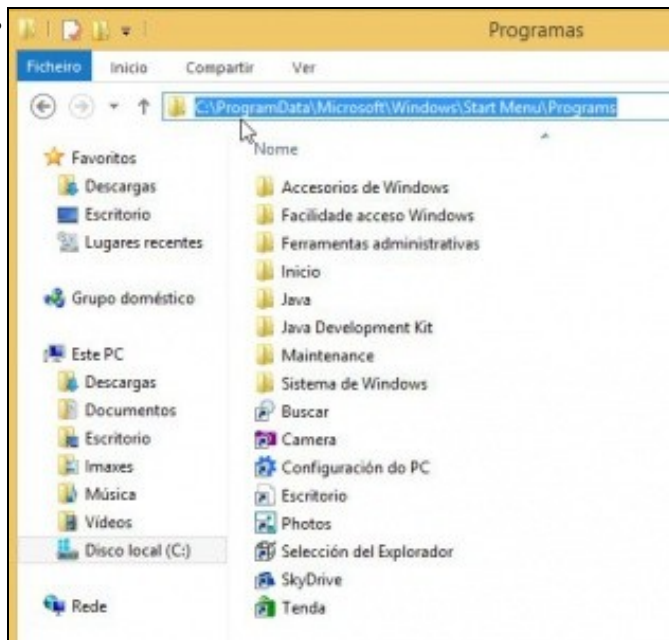 Programas
Ficheiro Inicio Compartir Ver
C:\ProgramData\Microsoft\Windows\Start Menu\Programs
Favoritos
Descargas
Escritorio
Lugares recentes
Grupo doméstico
Este PC
Descargas
Documentos
Escritorio
Imaxes
Música
Vídeos
Disco local (C:)
Rede
Nome
Accesorios de Windows
Facilidade acceso Windows
Ferramentas administrativas
Inicio
Java
Java Development Kit
Maintenance
Sistema de Windows
Buscar
Camera
Configuración do PC
Escritorio
Photos
Selección del Explorador
SkyDrive
Tenda